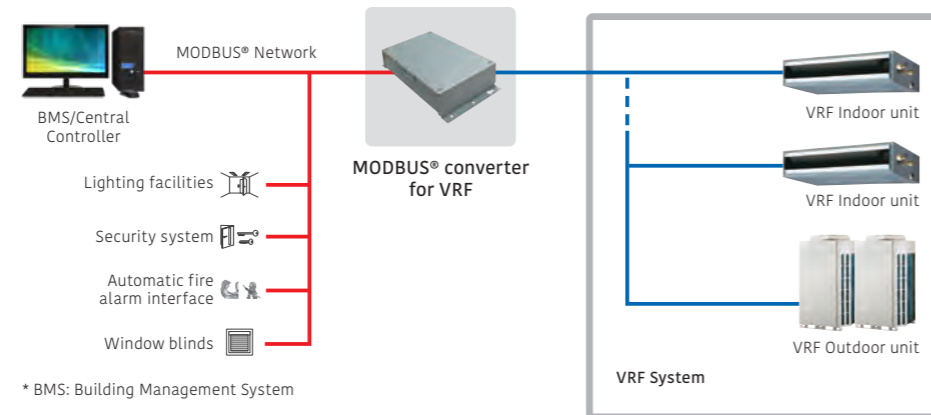 MODBUS® Network
BMS/Central
Controller
MODBUS® converter
for VRF
Lighting facilities
Security system
Automatic fire
alarm interface
Window blinds
* BMS: Building Management System
VRF Indoor unit
VRF Indoor unit
VRF Outdoor unit
VRF System